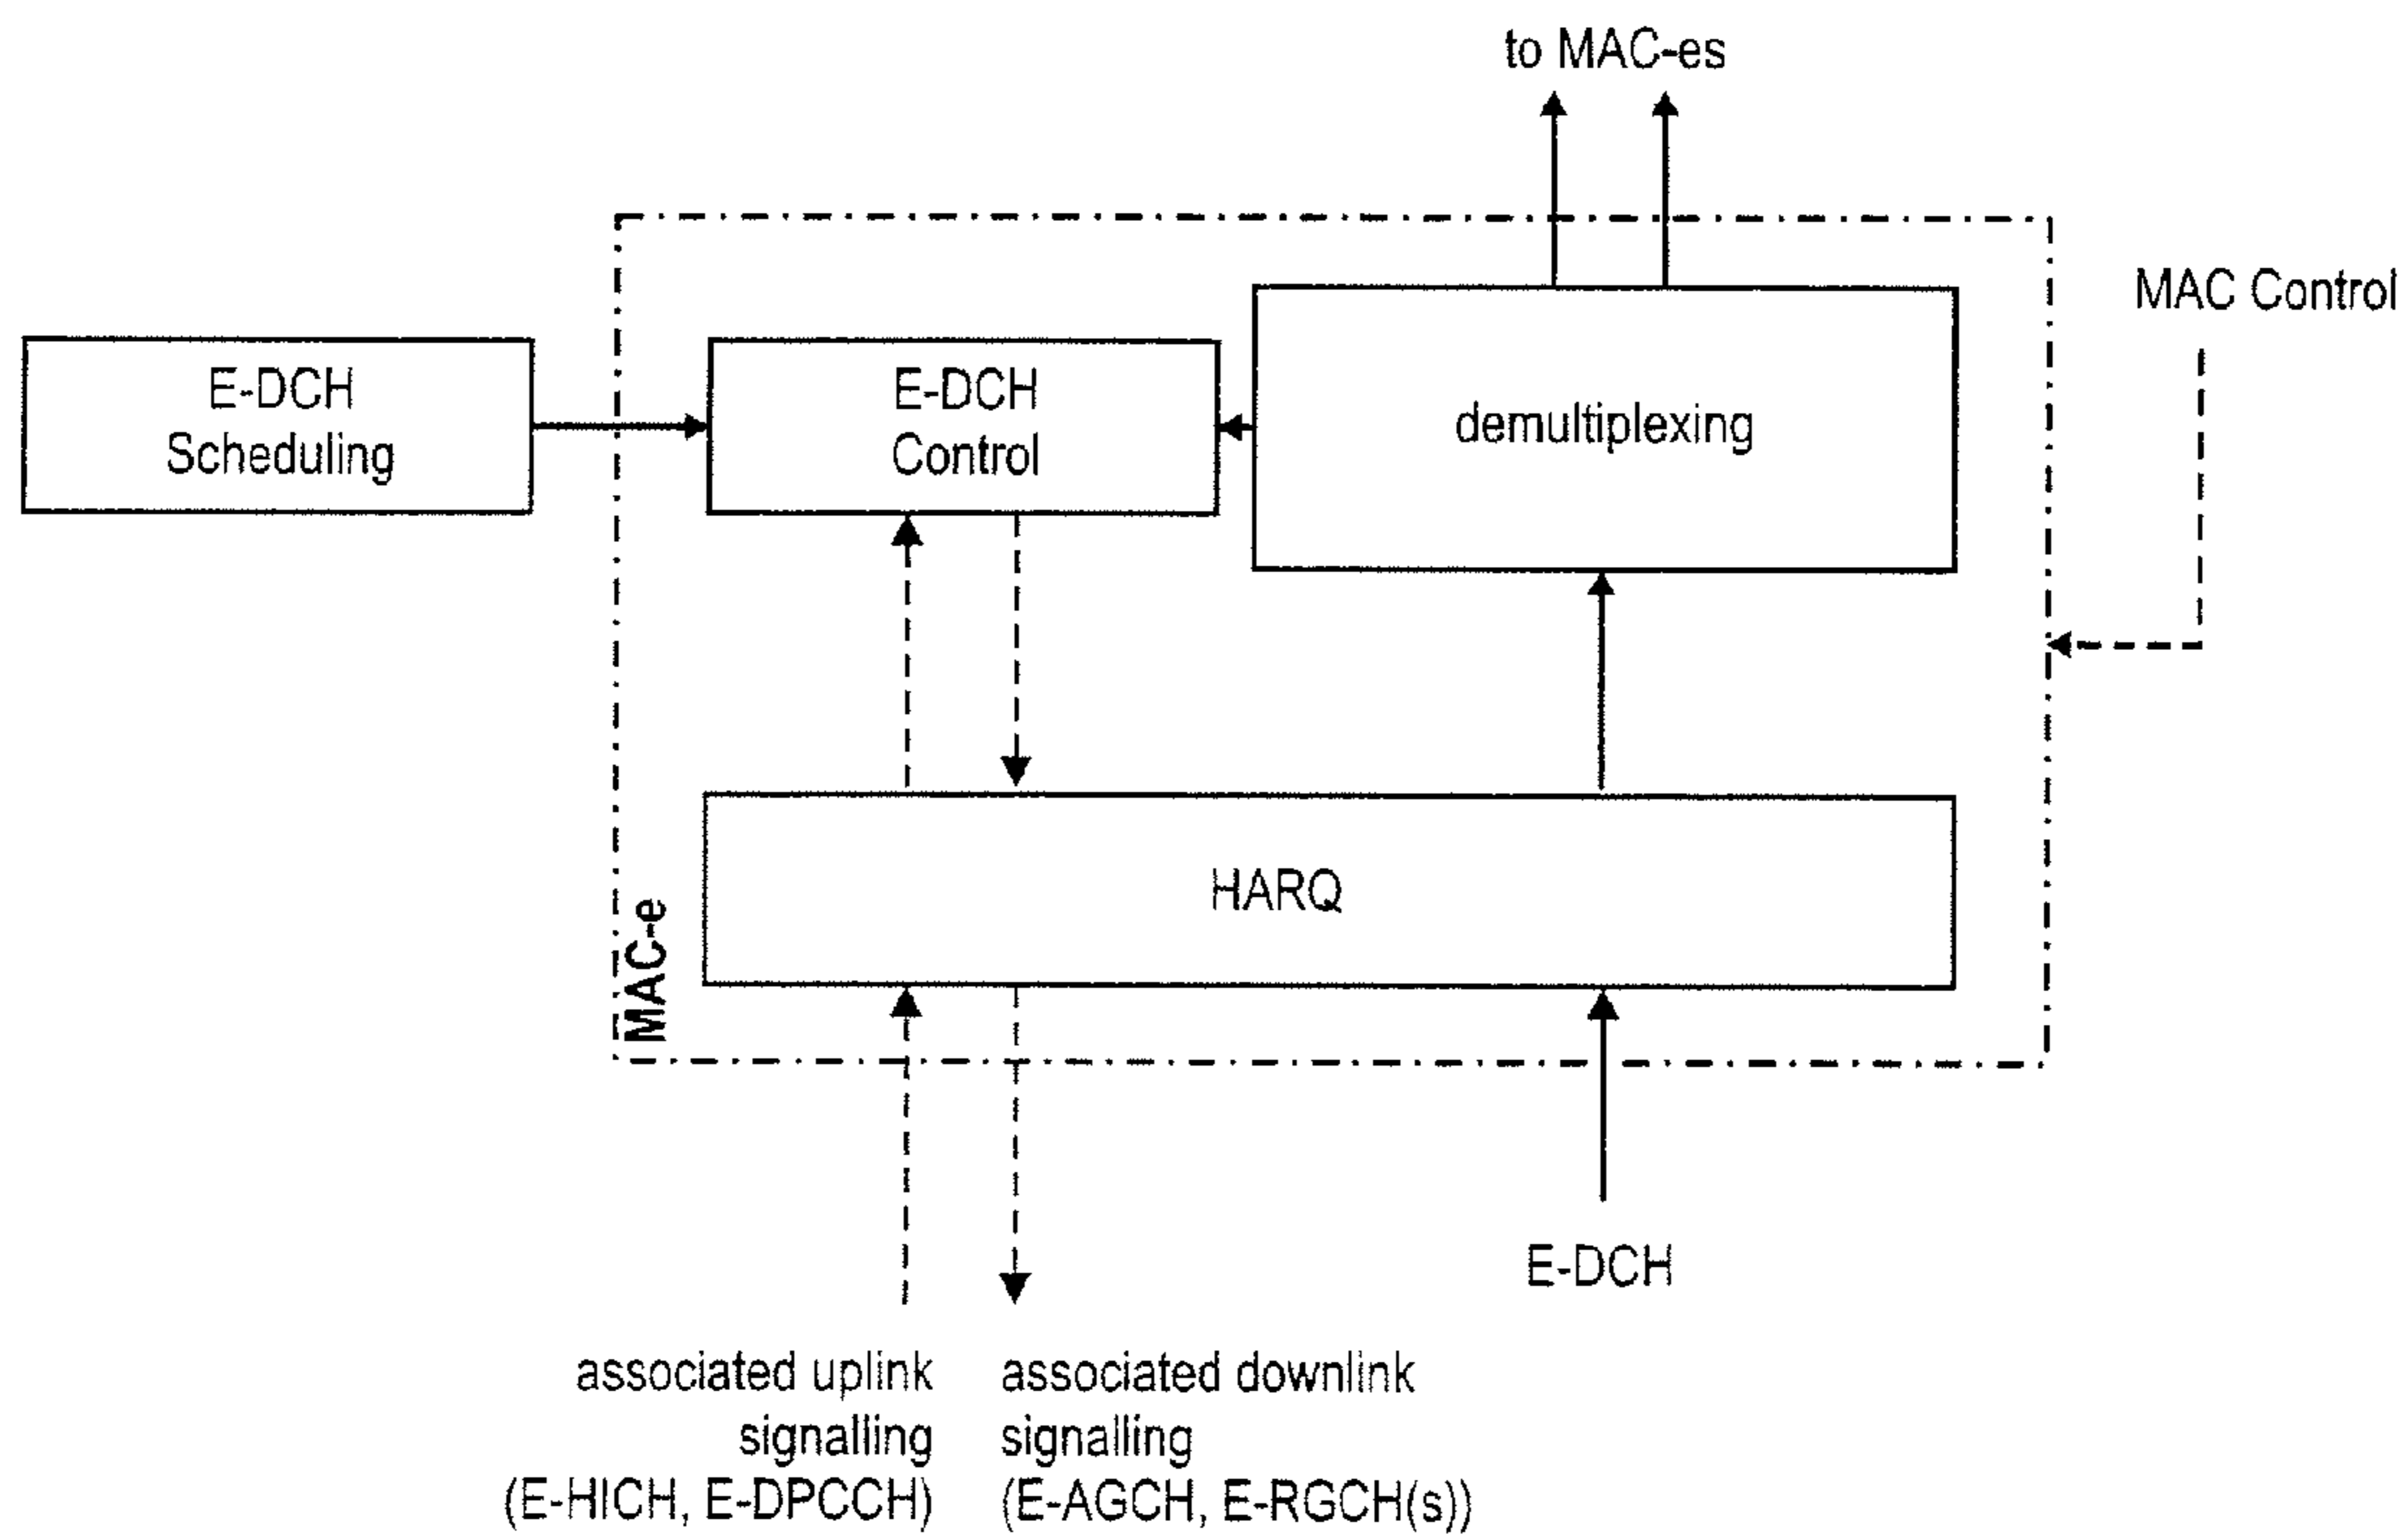 to MAC-es
MAC Control
E-DCH
Scheduling
E-DCH
Control
demultiplexing
HARQ
MAC-e
E-DCH
associated uplink
signalling
(E-HICH, E-DPCCH)
associated downlink
signalling
(E-AGCH, E-RGCH(s))